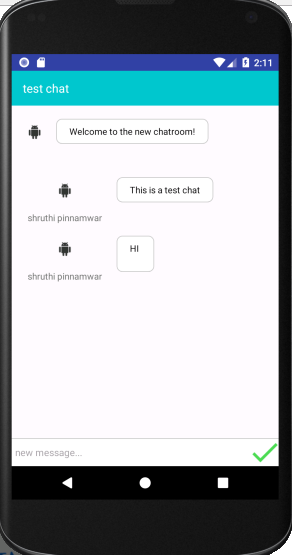 2:11
test chat
Welcome to the new chatroom!
This is a test chat
shruthi pinnamwar
HI
shruthi pinnamwar
new message...